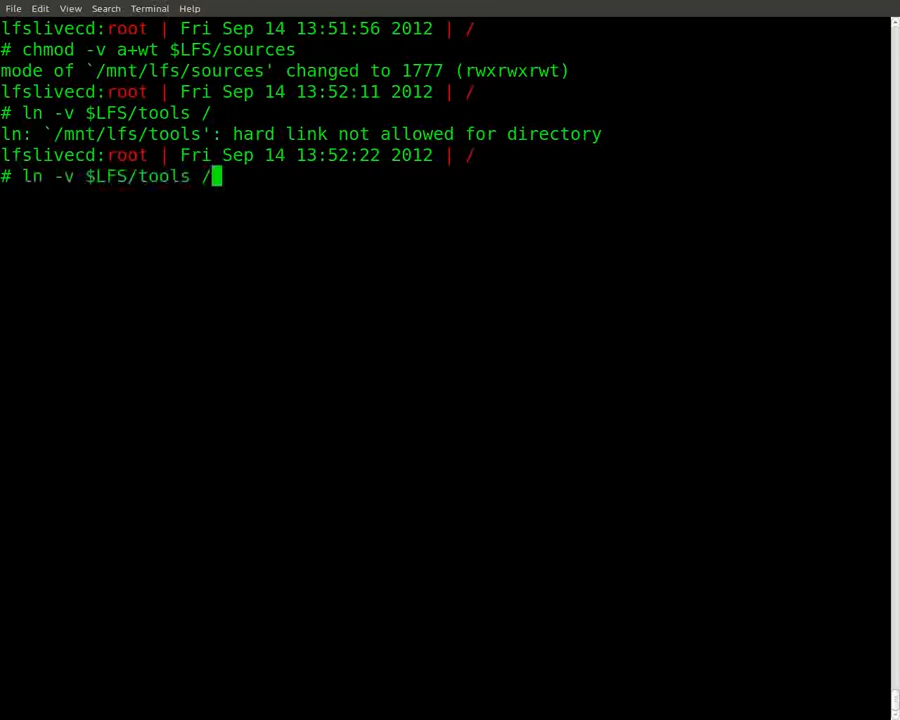 File Edit View Search Terminal Help
lfslivecd:root | Fri Sep 14 13:51:56 2012 | /
# chmod -v a+wt $LFS/sources
mode of `/mnt/lfs/sources' changed to 1777 (rwxrwxrwt)
lfslivecd:root | Fri Sep 14 13:52:11 2012 | /
# ln -v $LFS/tools /
ln: `/mnt/lfs/tools': hard link not allowed for directory
lfslivecd:root | Fri Sep 14 13:52:22 2012 | /
# ln -v $LFS/tools /